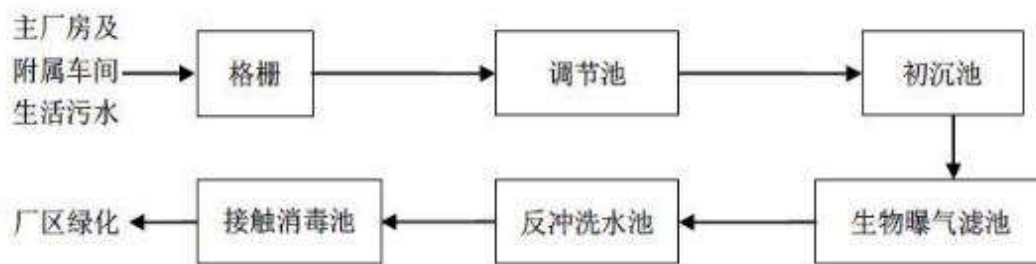 主厂房及
附属车间
生活污水
格栅
调节池
初沉池
生物曝气滤池
反冲洗水池
接触消毒池
厂区绿化